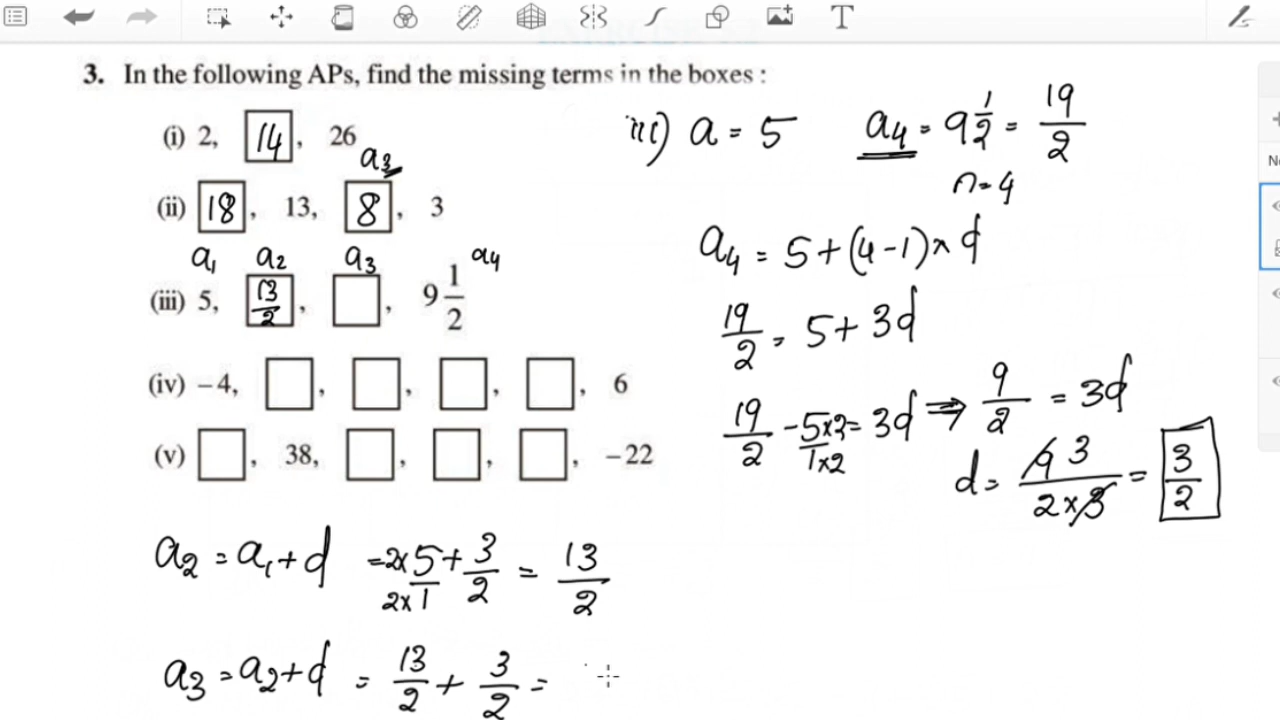 3. In the following APs, find the missing terms in the boxes :
(i) 2, 14, 26
a3
(ii) 18, 13, 8, 3
a1 a2 a3 a4
(iii) 5, 13/2, , 9 1/2
(iv) –4, , , , , 6
(v) , 38, , , , –22
iii) a = 5 a4 = 9 1/2 = 19/2
n=4
a4 = 5+(4-1)×d
19/2 = 5+3d
19/2 - 5×2/1×2 = 3d ⇒ 9/2 = 3d
d = 9 3/2×3 = 3/2
a2 = a1+d = 2×5/2×1 + 3/2 = 13/2
a3 = a2+d = 13/2 + 3/2 =
T